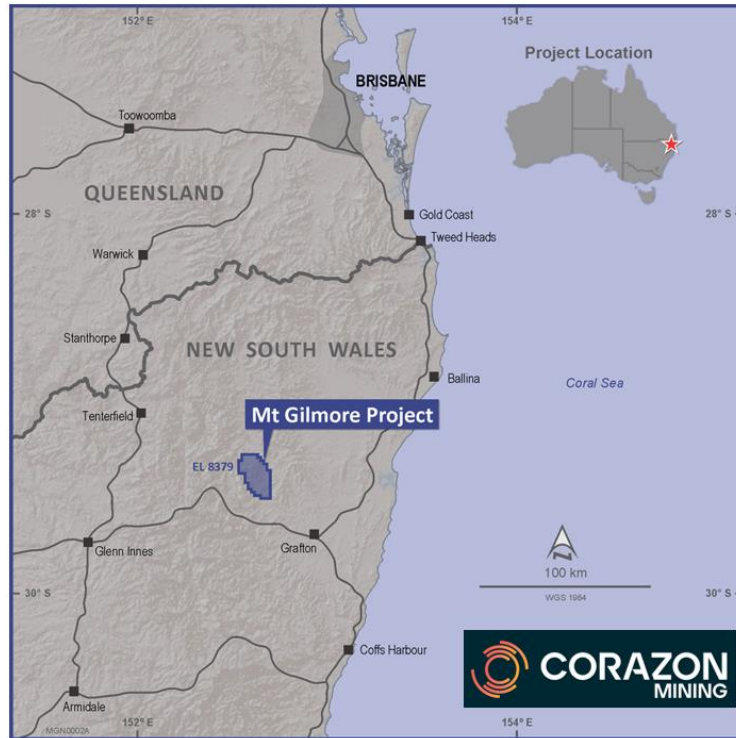 152° E
154° E
Project Location
BRISBANE
Toowoomba
QUEENSLAND
28° S
28° S
Gold Coast
Tweed Heads
Warwick
Stanthorpe
NEW SOUTH WALES
Ballina
Coral Sea
Tenterfield
Mt Gilmore Project
EL 8379
Glenn Innes
Grafton
N
100 km
WGS 1984
30° S
30° S
Coffs Harbour
CORAZON
MINING
Armidale
MGN0002A
152° E
154° E